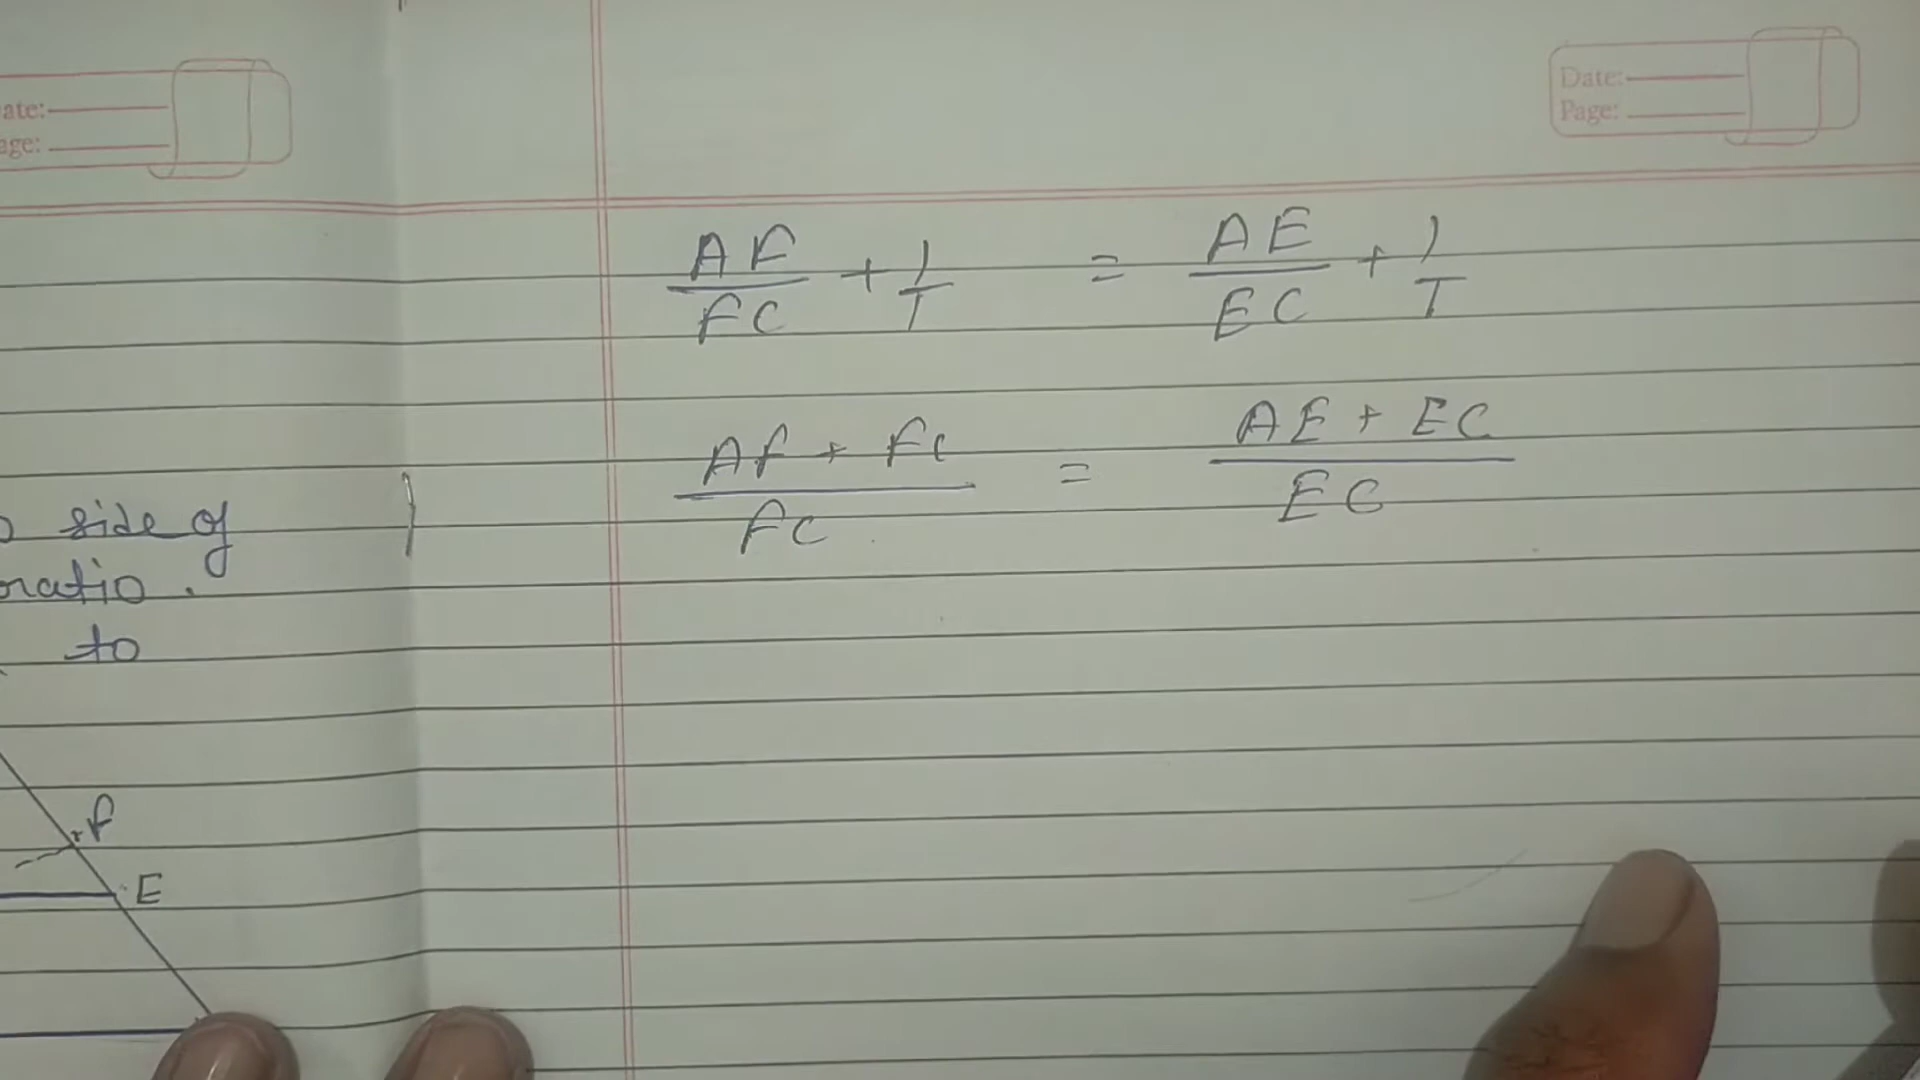 ate:
age:
side of
ratio.
to
F
E
Date:
Page:
AF/FC + 1/1 = AE/EC + 1/1
AF + FC/FC = AE + EC/EC